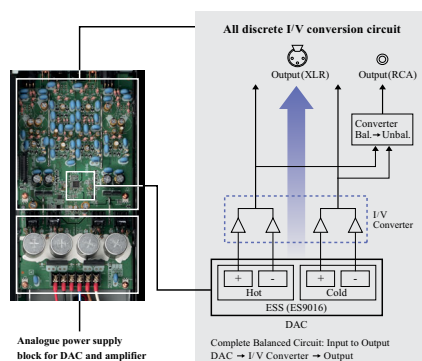 All discrete I/V conversion circuit
Output(XLR)
Output(RCA)
Converter
Bal.→Unbal.
I/V
Converter
+
-
+
-
Hot
Cold
ESS (ES9016)
DAC
Analogue power supply
block for DAC and amplifier
Complete Balanced Circuit: Input to Output
DAC → I/V Converter → Output